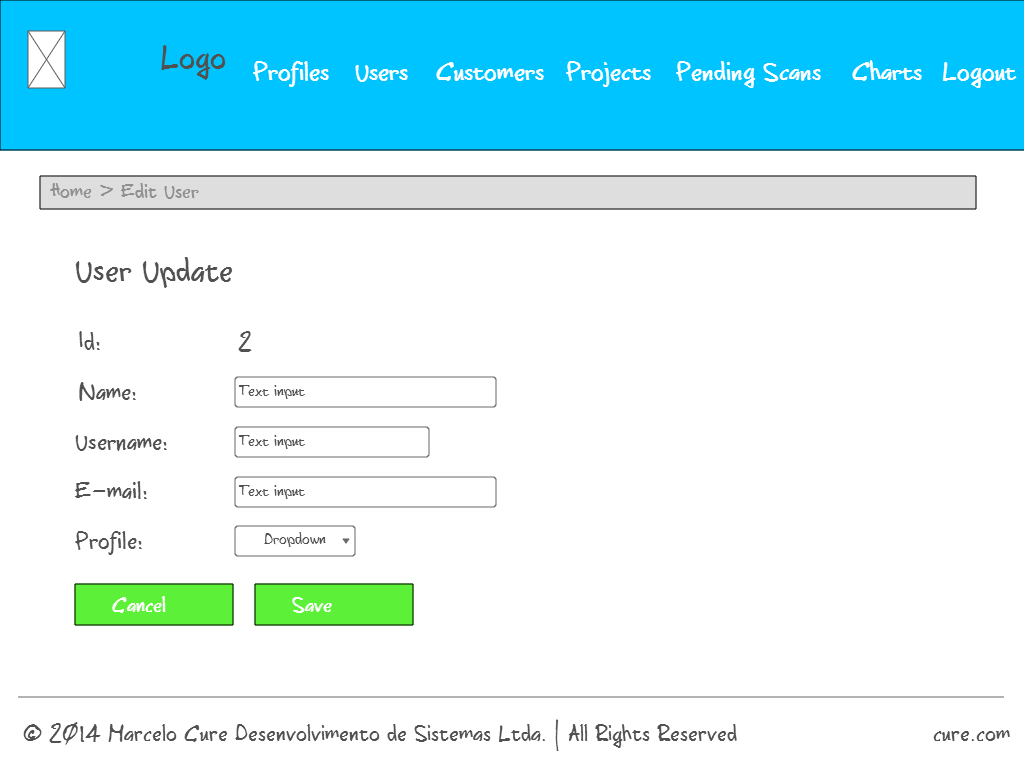 Logo Profiles Users Customers Projects Pending Scans Charts Logout
Home > Edit User
User Update
Id: 2
Name: Text input
Username: Text input
E-mail: Text input
Profile: Dropdown
Cancel Save
© 2014 Marcelo Cure Desenvolvimento de Sistemas Ltda. | All Rights Reserved cure.com